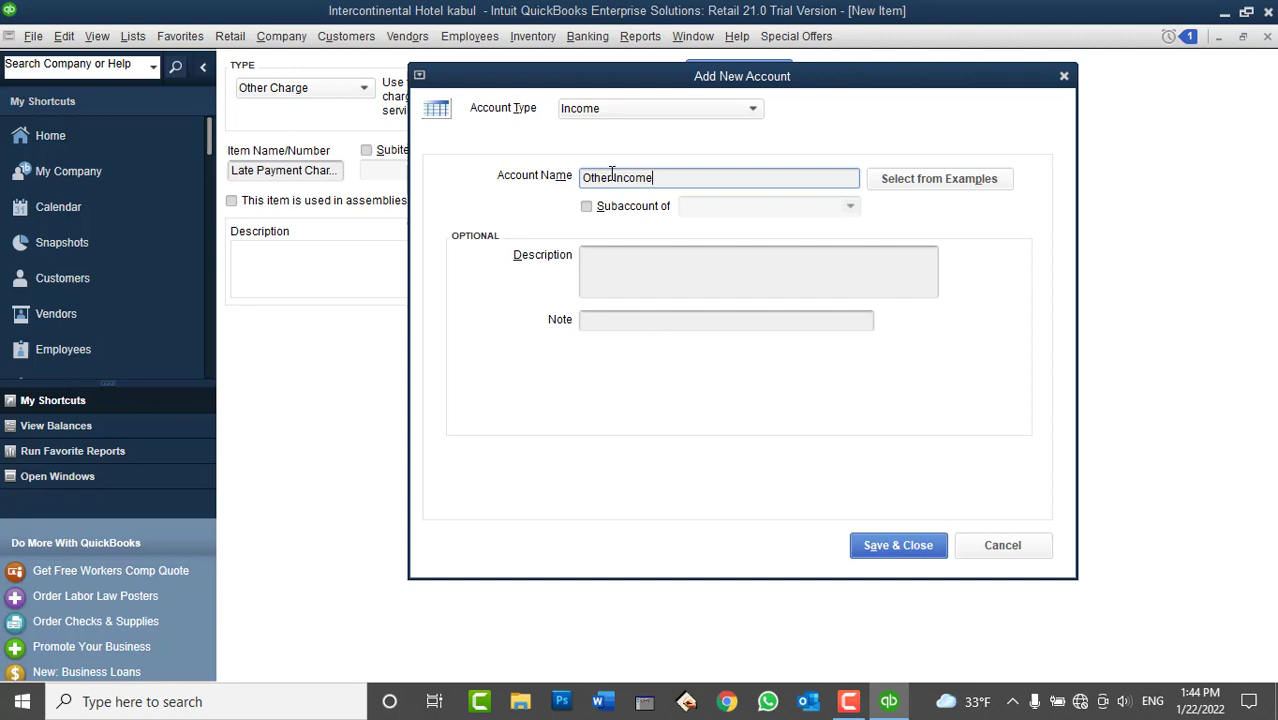 Intercontinental Hotel kabul - Intuit QuickBooks Enterprise Solutions: Retail 21.0 Trial Version - [New Item]
File Edit View Lists Favorites Retail Company Customers Vendors Employees Inventory Banking Reports Window Help Special Offers 1
Search Company or Help
My Shortcuts
Home
My Company
Calendar
Snapshots
Customers
Vendors
Employees
My Shortcuts
View Balances
Run Favorite Reports
Open Windows
Do More With QuickBooks
Get Free Workers Comp Quote
Order Labor Law Posters
Order Checks & Supplies
Promote Your Business
New: Business Loans
TYPE
Other Charge
Use
charg
servi
Item Name/Number
Subite
Late Payment Char...
This item is used in assemblies
Description
Add New Account
Account Type
Income
Account Name
Other Income
Select from Examples
Subaccount of
OPTIONAL
Description
Note
Save & Close
Cancel
Type here to search
33°F
ENG
1:44 PM
1/22/2022